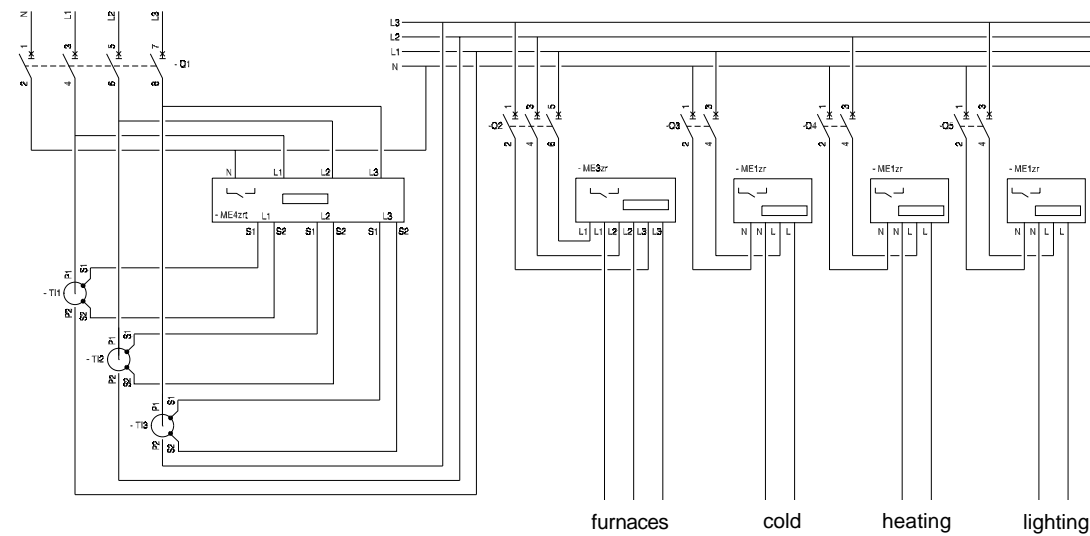 N L1 L2 L3
1 3 5 7
- Q1
2 4 6 8
L3
L2
L1
N
1 3 5
-Q2
2 4 6
1 3
-Q3
2 4
1 3
-Q4
2 4
1 3
-Q5
2 4
N L1 L2 L3
- ME4zrt L1 L2 L3
S1 S2 S1 S2 S1 S2
- ME3zr
L1 L1 L2 L2 L3 L3
- ME1zr
N N L L
- ME1zr
N N L L
- ME1zr
N N L L
P1 S1
- TI1
P2 S2
P1 S1
- TI2
P2 S2
P1 S1
- TI3
P2 S2
furnaces cold heating lighting